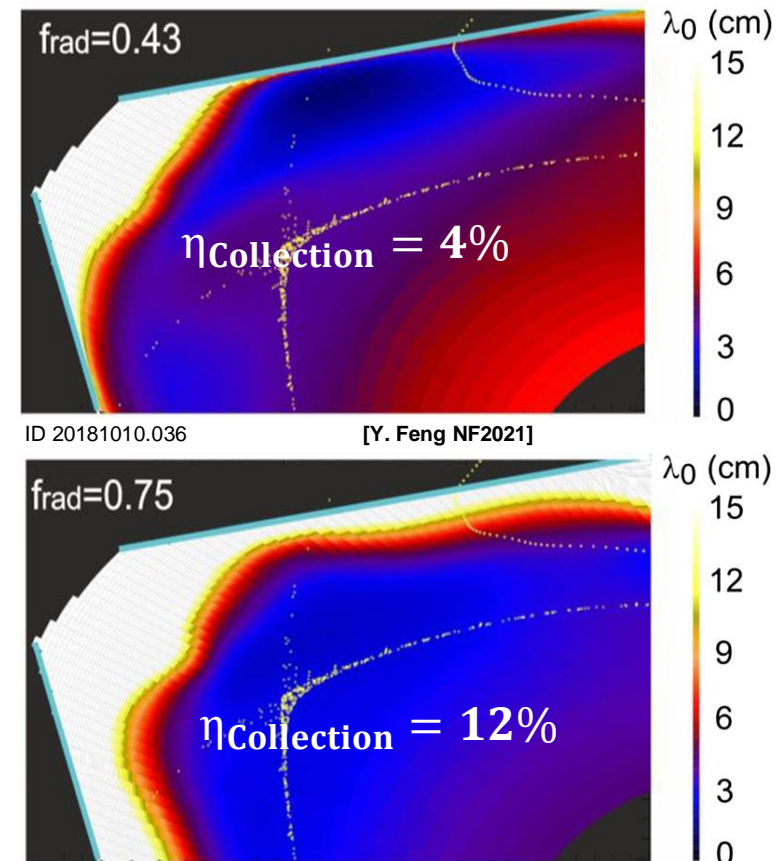 frad=0.43
λ0 (cm)
15
12
9
6
3
0
ηCollection = 4%
ID 20181010.036
[Y. Feng NF2021]
frad=0.75
λ0 (cm)
15
12
9
6
3
0
ηCollection = 12%